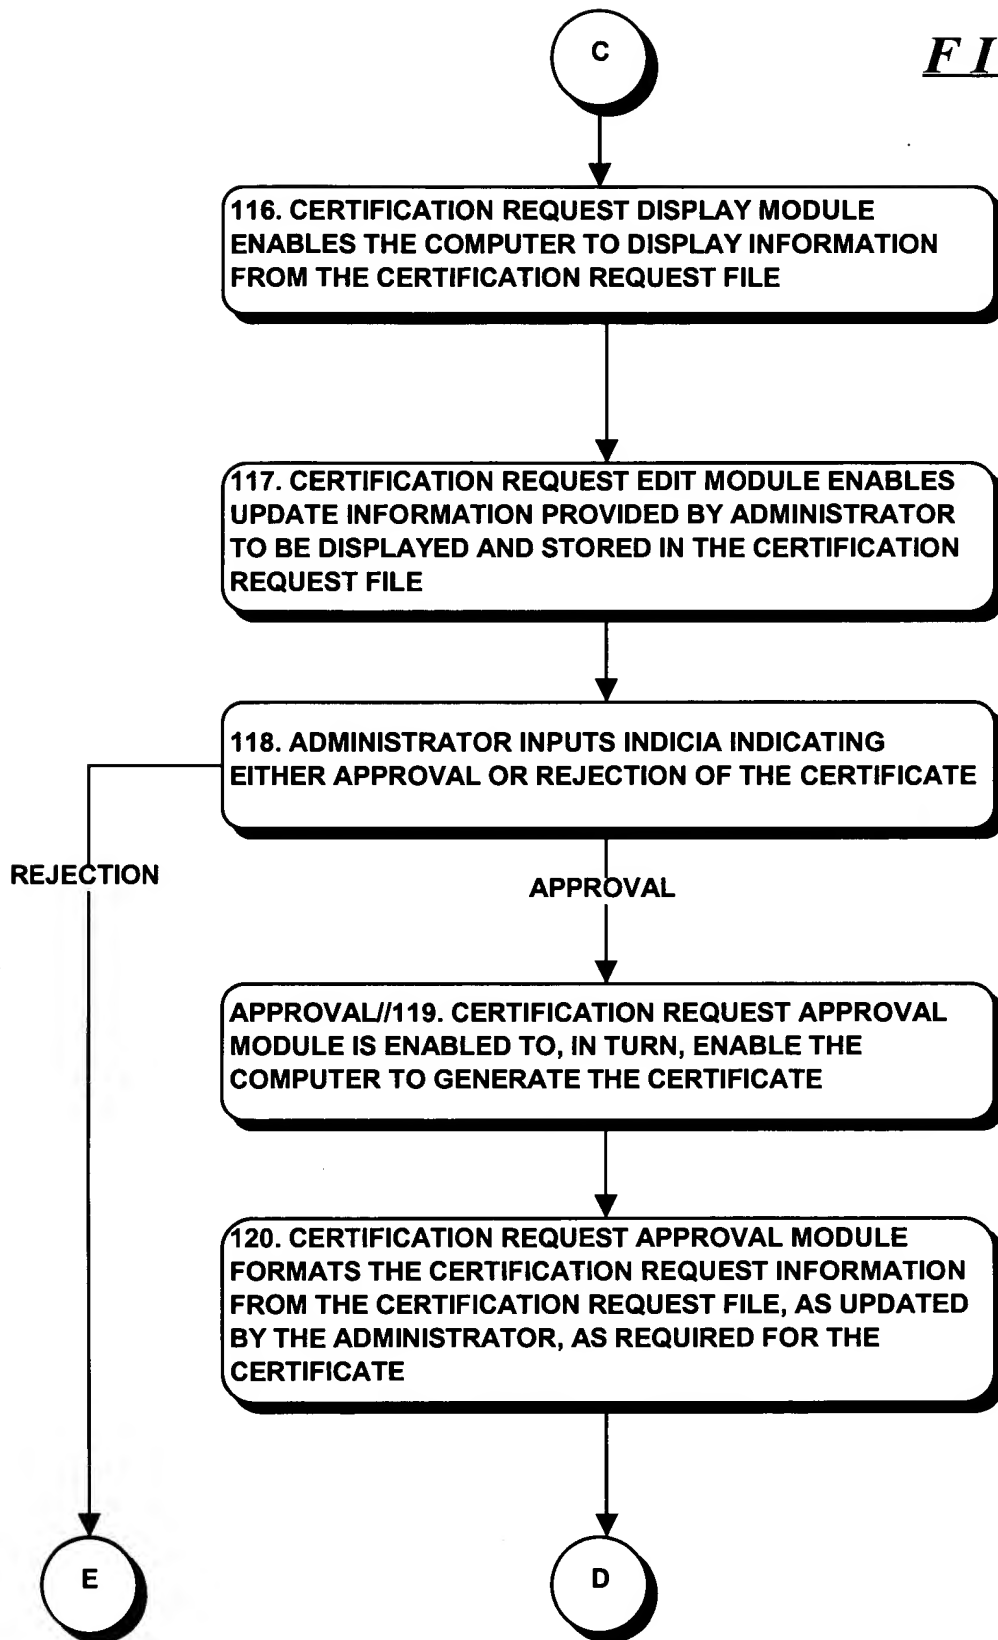 C
F I
116. CERTIFICATION REQUEST DISPLAY MODULE
ENABLES THE COMPUTER TO DISPLAY INFORMATION
FROM THE CERTIFICATION REQUEST FILE
117. CERTIFICATION REQUEST EDIT MODULE ENABLES
UPDATE INFORMATION PROVIDED BY ADMINISTRATOR
TO BE DISPLAYED AND STORED IN THE CERTIFICATION
REQUEST FILE
118. ADMINISTRATOR INPUTS INDICIA INDICATING
EITHER APPROVAL OR REJECTION OF THE CERTIFICATE
REJECTION
APPROVAL
APPROVAL//119. CERTIFICATION REQUEST APPROVAL
MODULE IS ENABLED TO, IN TURN, ENABLE THE
COMPUTER TO GENERATE THE CERTIFICATE
120. CERTIFICATION REQUEST APPROVAL MODULE
FORMATS THE CERTIFICATION REQUEST INFORMATION
FROM THE CERTIFICATION REQUEST FILE, AS UPDATED
BY THE ADMINISTRATOR, AS REQUIRED FOR THE
CERTIFICATE
E
D